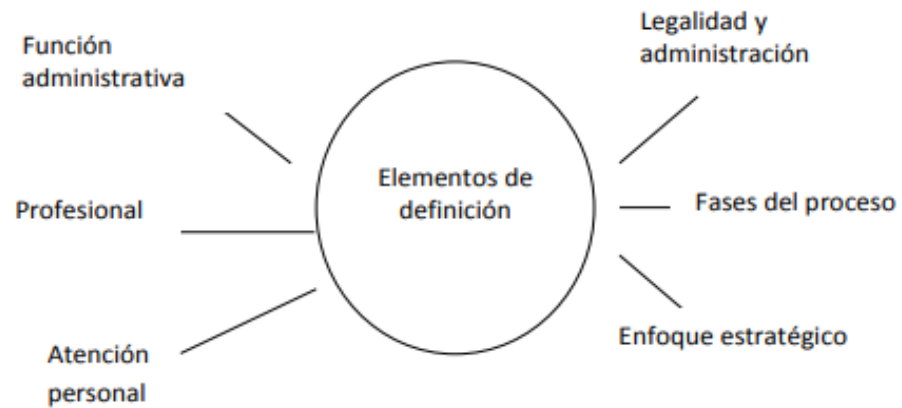 Función
administrativa
Profesional
Atención
personal
Elementos de
definición
Legalidad y
administración
Fases del proceso
Enfoque estratégico